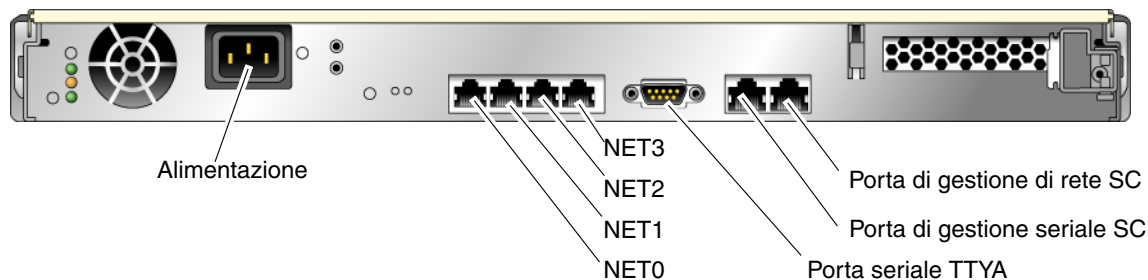 Alimentazione
NET3
NET2
NET1
NET0
Porta di gestione di rete SC
Porta di gestione seriale SC
Porta seriale TTYA